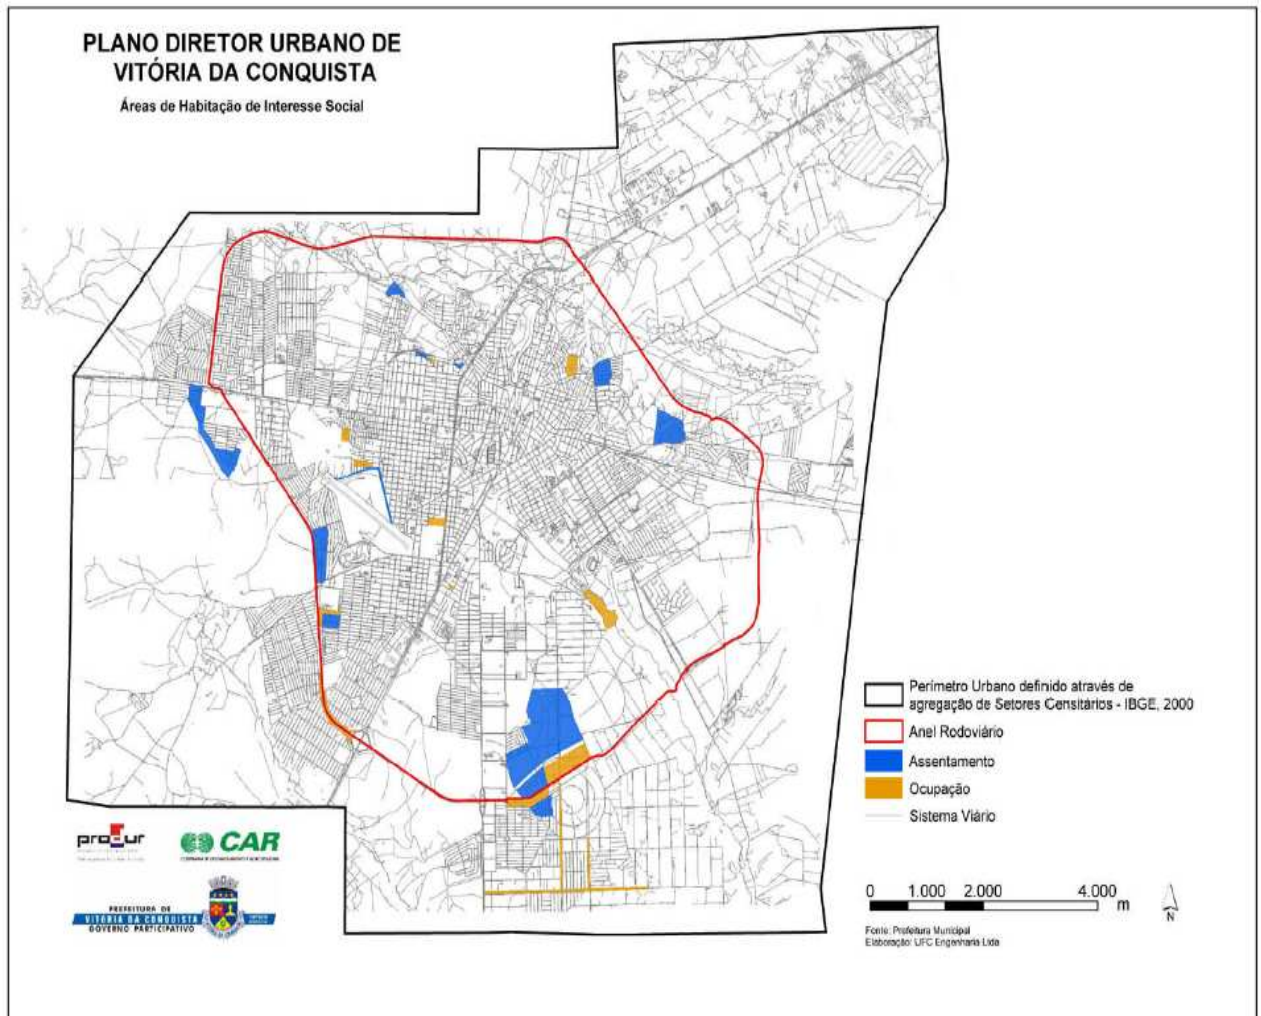 PLANO DIRETOR URBANO DE
VITÓRIA DA CONQUISTA
Áreas de Habitação de Interesse Social
Perímetro Urbano definido através de
agregação de Setores Censitários - IBGE, 2000
Anel Rodoviário
Assentamento
Ocupação
Sistema Viário
produr
CAR
PREFEITURA DE
VITÓRIA DA CONQUISTA
GOVERNO PARTICIPATIVO
0 1.000 2.000 4.000
m
N
Fonte: Prefeitura Municipal
Elaboração: UFC Engenharia Ltda